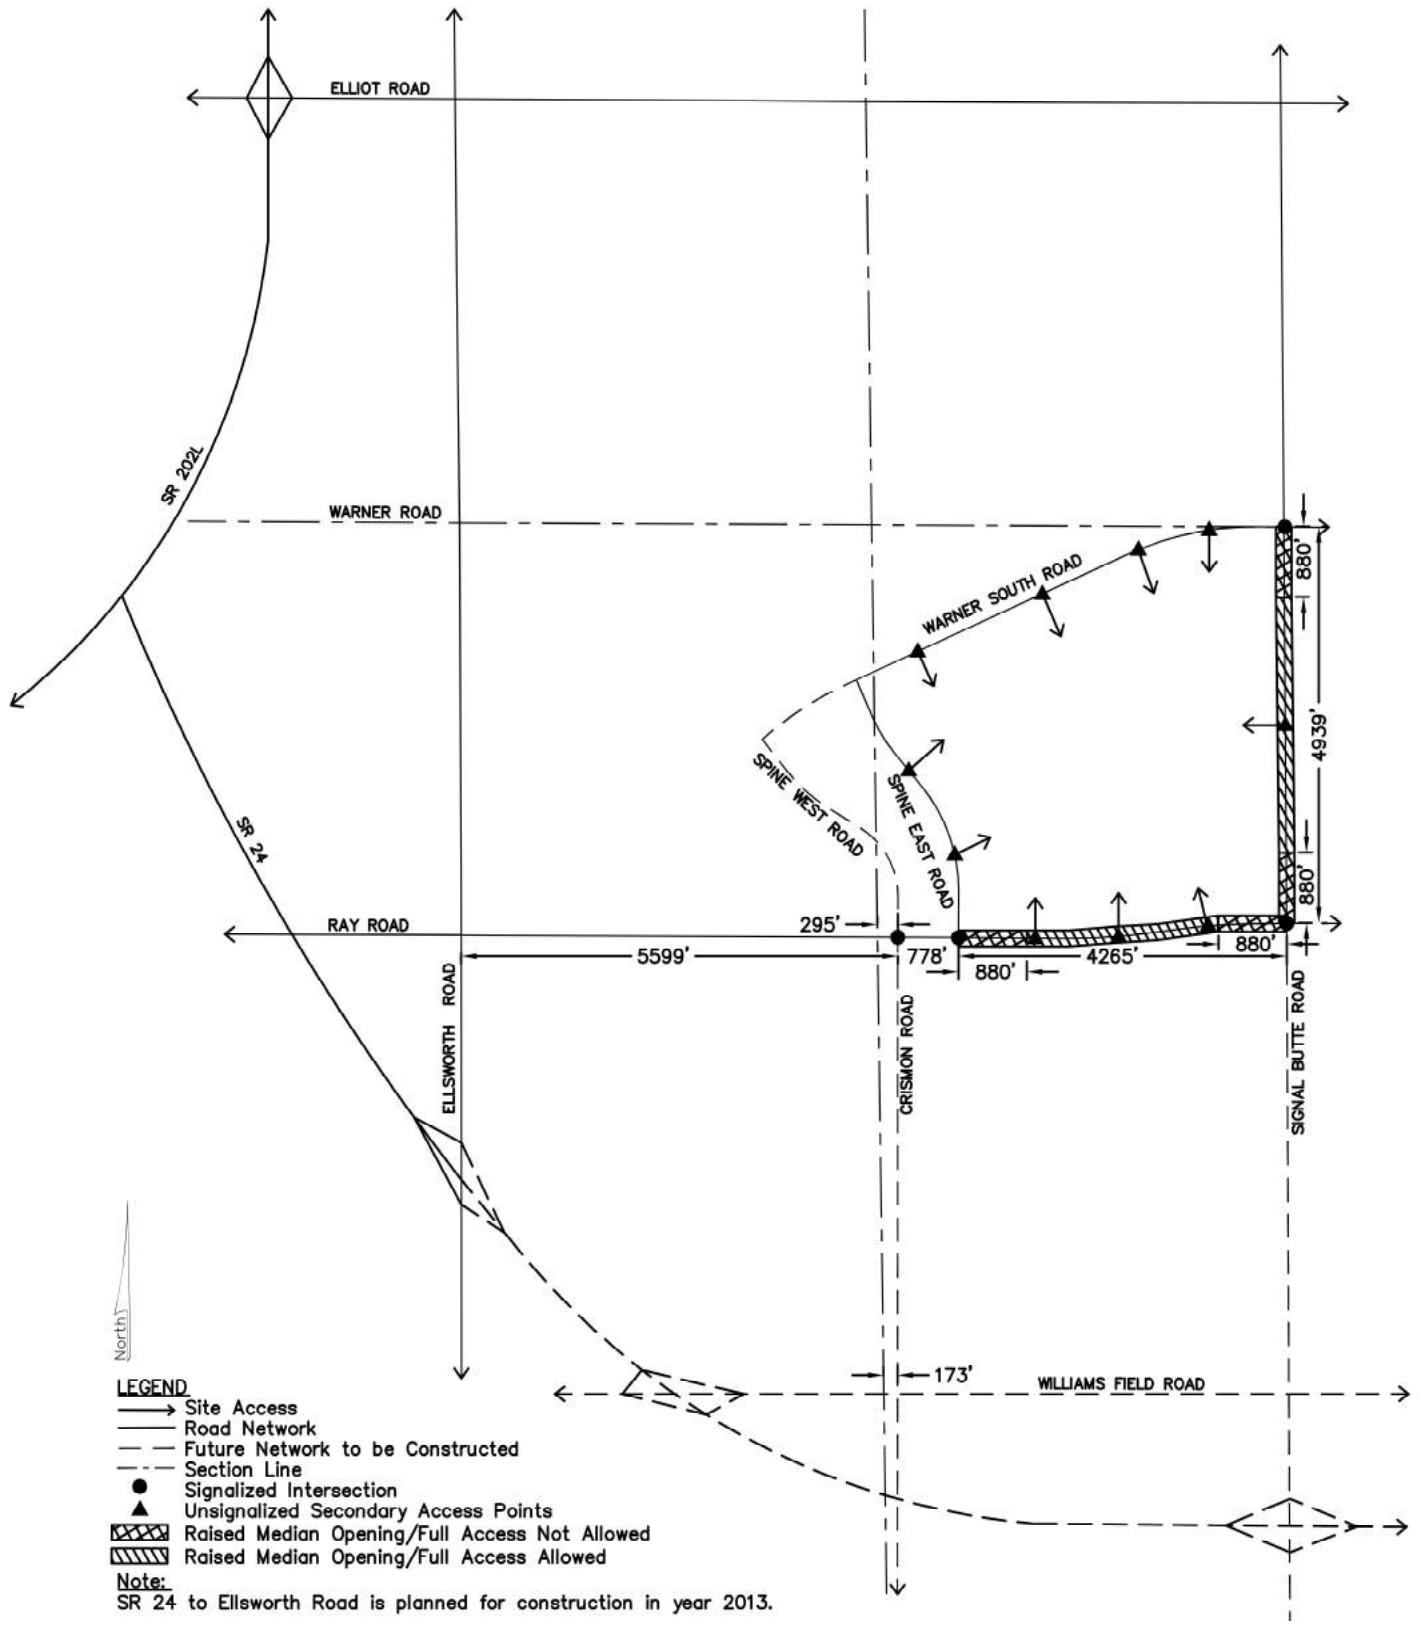 ELLIOT ROAD
SR 202L
WARNER ROAD
880'
WARNER SOUTH ROAD
4939'
SPINE WEST ROAD
SPINE EAST ROAD
SR 24
880'
295'
RAY ROAD
880'
5599'
778'
4265'
880'
ELLSWORTH ROAD
CRISMON ROAD
SIGNAL BUTTE ROAD
North
173'
WILLIAMS FIELD ROAD
LEGEND
Site Access
Road Network
Future Network to be Constructed
Section Line
Signalized Intersection
Unsignalized Secondary Access Points
Raised Median Opening/Full Access Not Allowed
Raised Median Opening/Full Access Allowed
Note:
SR 24 to Ellsworth Road is planned for construction in year 2013.